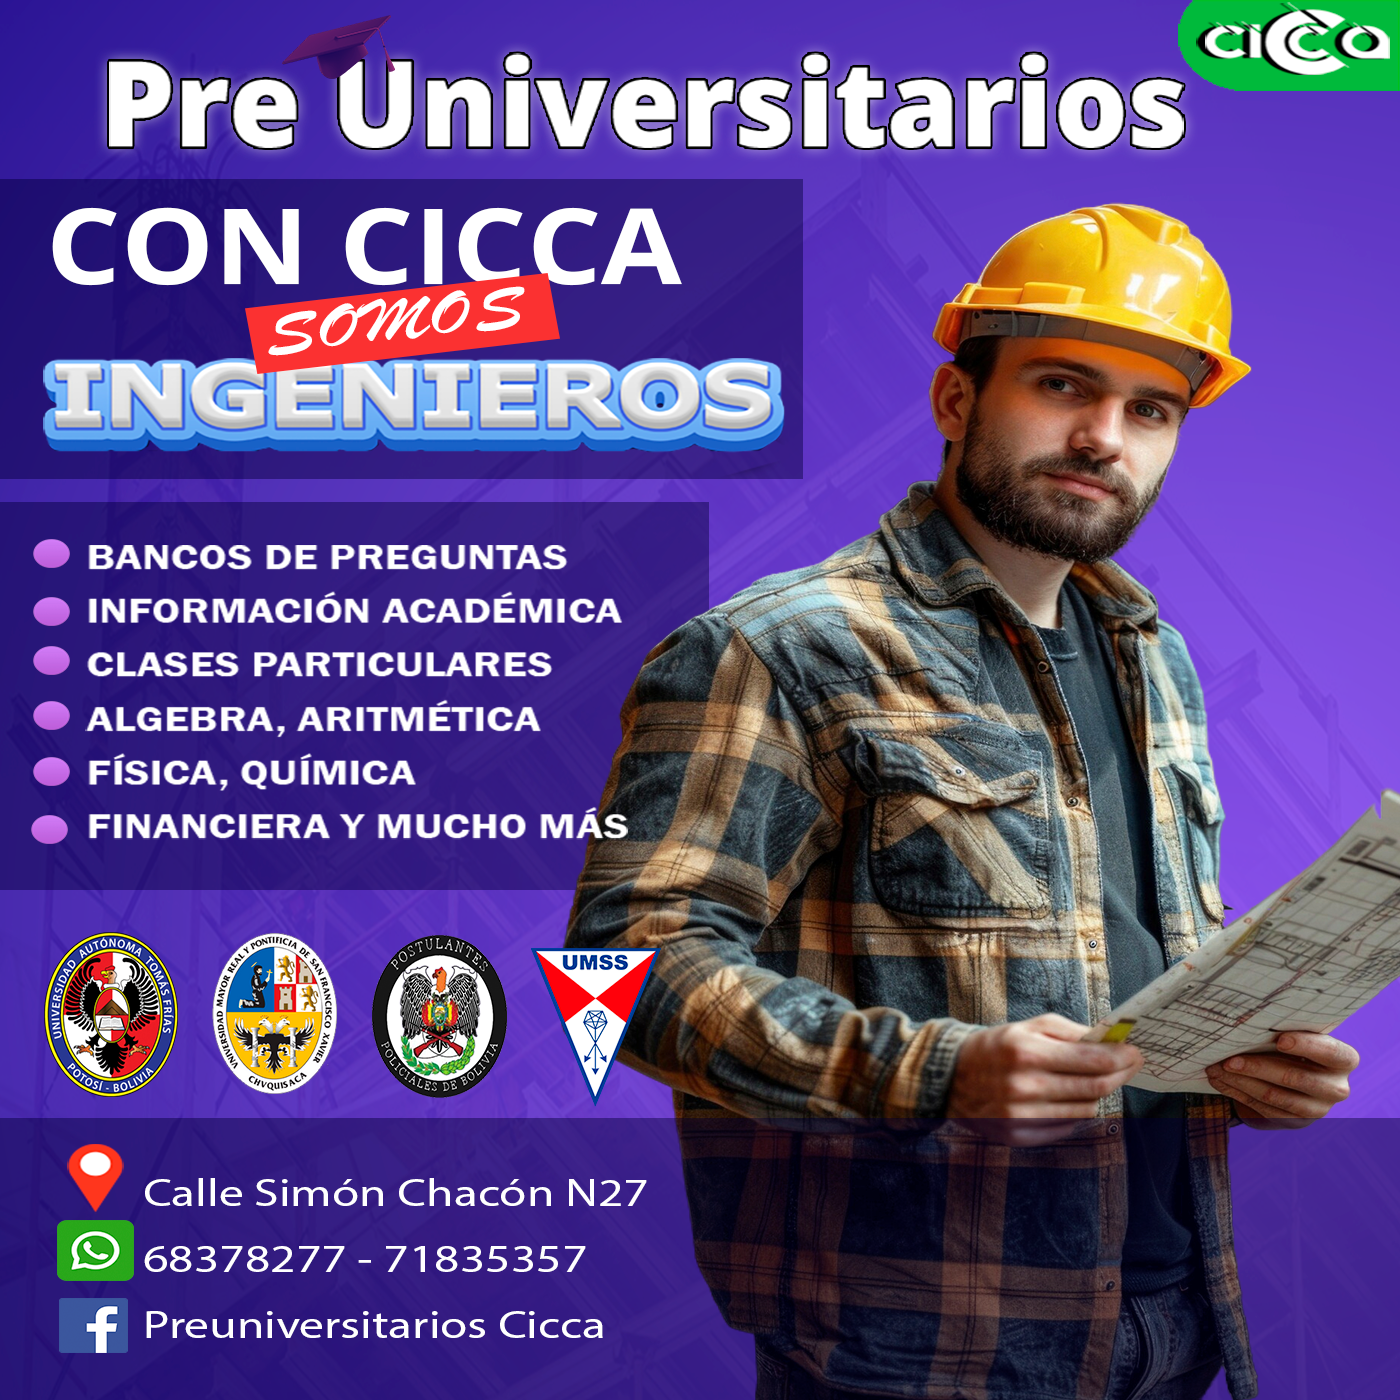 cicca
Pre Universitarios
CON CICCA
SOMOS
INGENIEROS
BANCOS DE PREGUNTAS
INFORMACIÓN ACADÉMICA
CLASES PARTICULARES
ALGEBRA, ARITMÉTICA
FÍSICA, QUÍMICA
FINANCIERA Y MUCHO MÁS
UNIVERSIDAD AUTÓNOMA TOMÁS FRÍAS
POTOSÍ - BOLIVIA
VNIVERSIDAD MAYOR REAL Y PONTIFICIA DE SAN FRANCISCO XAVIER
CHVQUISACA
POSTULANTES
POLICIALES DE BOLIVIA
UMSS
Calle Simón Chacón N27
68378277 - 71835357
Preuniversitarios Cicca